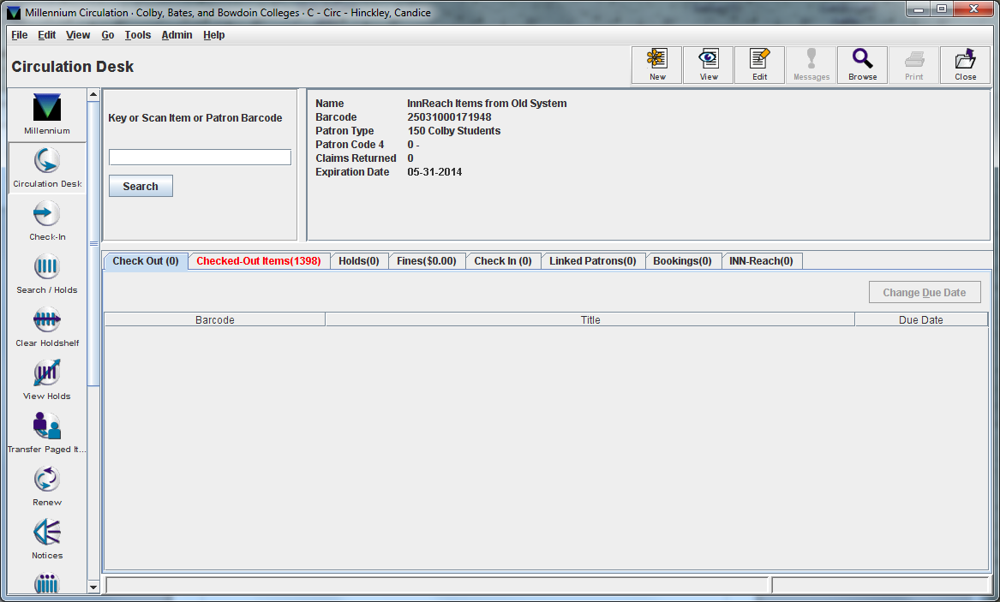 Millennium Circulation · Colby, Bates, and Bowdoin Colleges · C - Circ - Hinckley, Candice
File Edit View Go Tools Admin Help
Circulation Desk
New View Edit Messages Browse Print Close
Millennium
Circulation Desk
Check-In
Search / Holds
Clear Holdshelf
View Holds
Transfer Paged It...
Renew
Notices
Key or Scan Item or Patron Barcode
Search
Name InnReach Items from Old System
Barcode 25031000171948
Patron Type 150 Colby Students
Patron Code 4 0 -
Claims Returned 0
Expiration Date 05-31-2014
Check Out (0) Checked-Out Items(1398) Holds(0) Fines($0.00) Check In (0) Linked Patrons(0) Bookings(0) INN-Reach(0)
Change Due Date
Barcode Title Due Date